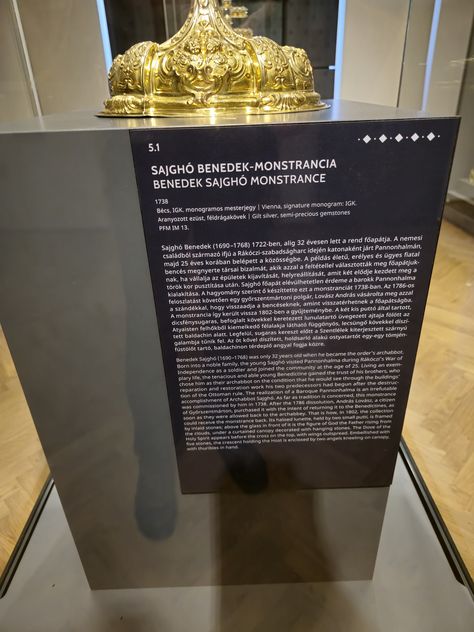 5.1
SAJGHÓ BENEDEK-MONSTRANCIA
BENEDEK SAJGHÓ MONSTRANCE
1738
Bécs, IGK. monogramos mesterjegy | Vienna, signature monogram: IGK.
Aranyozott ezüst, féldrágakövek | Gilt silver, semi-precious gemstones
PFM IM 13.
Sajghó Benedek (1690–1768) 1722-ben, alig 32 évesen lett a rend főapátja. A nemesi
családból származó ifjú a Rákóczi-szabadságharc idején katonaként járt Pannonhalmán,
majd 25 éves korában belépett a közösségbe. A példás életű, erélyes és ügyes fiatal
bencés megnyerte társai bizalmát, akik azzal a feltétellel választották meg főapátjuk-
nak, ha vállalja az épületek kijavítását, helyreállítását, amit két elődje kezdett meg a
török kor pusztítása után. Sajghó főapát elévülhetetlen érdeme a barokk Pannonhalma
kialakítása. A hagyomány szerint ő készíttette ezt a monstranciát 1738-ban. Az 1786-os
feloszlatást követően egy győrszentmártoni polgár, Lovász András vásárolta meg azzal
a szándékkal, hogy visszaadja a bencéseknek, amint visszatérhetnek a főapátságba.
A monstrancia így került vissza 1802-ben a gyűjteménybe. A két kis puttó által tartott,
dicsfénysugaras, befoglalt kövekkel keretezett lunulatartó üvegezett ajtaja fölött az
Atyaisten felhőkből kiemelkedő félalakja látható függönyös, lecsüngő kövekkel díszí-
tett baldachin alatt. Legfelül, sugaras kereszt előtt a Szentlélek kiterjesztett szárnyú
galambja tűnik fel. Az öt kővel díszített, holdsarló alakú ostyatartót egy-egy tömjén-
füstölőt tartó, baldachinon térdeplő angyal fogja közre.
Benedek Sajghó (1690–1768) was only 32 years old when he became the order's archabbot.
Born into a noble family, the young Sajghó visited Pannonhalma during Rákóczi's War of
Independence as a soldier and joined the community at the age of 25. Living an exem-
plary life, the tenacious and able young Benedictine gained the trust of his brothers, who
chose him as their archabbot on the condition that he would see through the buildings'
reparation and restoration work his two predecessors had begun after the destruc-
tion of the Ottoman rule. The realization of a Baroque Pannonhalma is an irrefutable
accomplishment of Archabbot Sajghó. As far as tradition is concerned, this monstrance
was commissioned by him in 1738. After the 1786 dissolution, András Lovász, a citizen
of Győrszentmárton, purchased it with the intent of returning it to the Benedictines, as
soon as they were allowed back to the archabbey. That is how, in 1802, the collection
could receive the monstrance back. Its haloed lunette, held by two small putti, is framed
by inlaid stones; above the glass in front of it is the figure of God the Father rising from
the clouds, under a curtained canopy decorated with hanging stones. The Dove of the
Holy Spirit appears before the cross on the top, with wings outspread. Embellished with
five stones, the crescent holding the Host is enclosed by two angels kneeling on canopy,
with thuribles in hand.